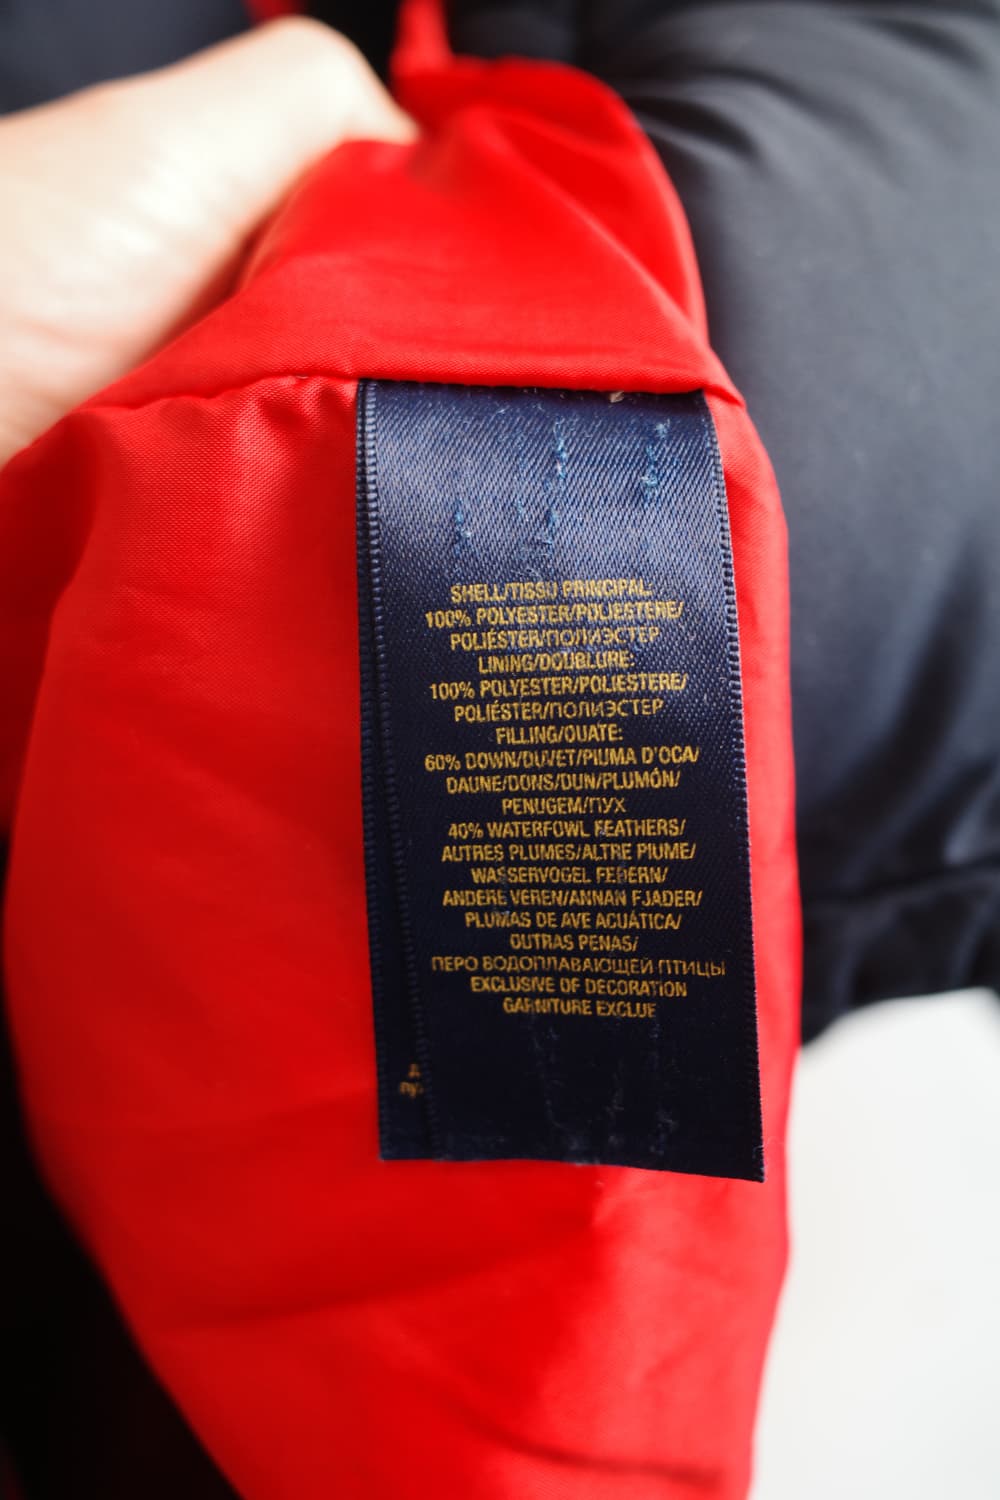 SHELL/TISSU PRINCIPAL:
100% POLYESTER/POLIESTERE/
POLIÉSTER/ПОЛИЭСТЕР
LINING/DOUBLURE:
100% POLYESTER/POLIESTERE/
POLIÉSTER/ПОЛИЭСТЕР
FILLING/OUATE:
60% DOWN/DUVET/PIUMA D'OCA/
DAUNE/DONS/DUN/PLUMÓN/
PENUGEM/ПУХ
40% WATERFOWL FEATHERS/
AUTRES PLUMES/ALTRE PIUME/
WASSERVOGEL FEDERN/
ANDERE VEREN/ANNAN FJADER/
PLUMAS DE AVE ACUÁTICA/
OUTRAS PENAS/
ПЕРО ВОДОПЛАВАЮЩЕЙ ПТИЦЫ
EXCLUSIVE OF DECORATION
GARNITURE EXCLUE